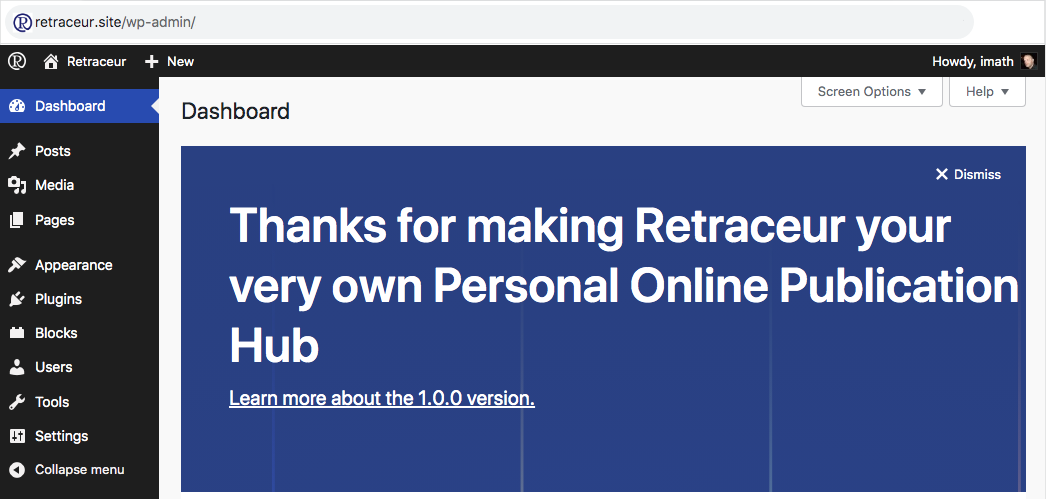 retraceur.site/wp-admin/
Retraceur
New
Howdy, imath
Dashboard
Posts
Media
Pages
Appearance
Plugins
Blocks
Users
Tools
Settings
Collapse menu
Screen Options
Help
Dashboard
Dismiss
Thanks for making Retraceur your
very own Personal Online Publication
Hub
Learn more about the 1.0.0 version.